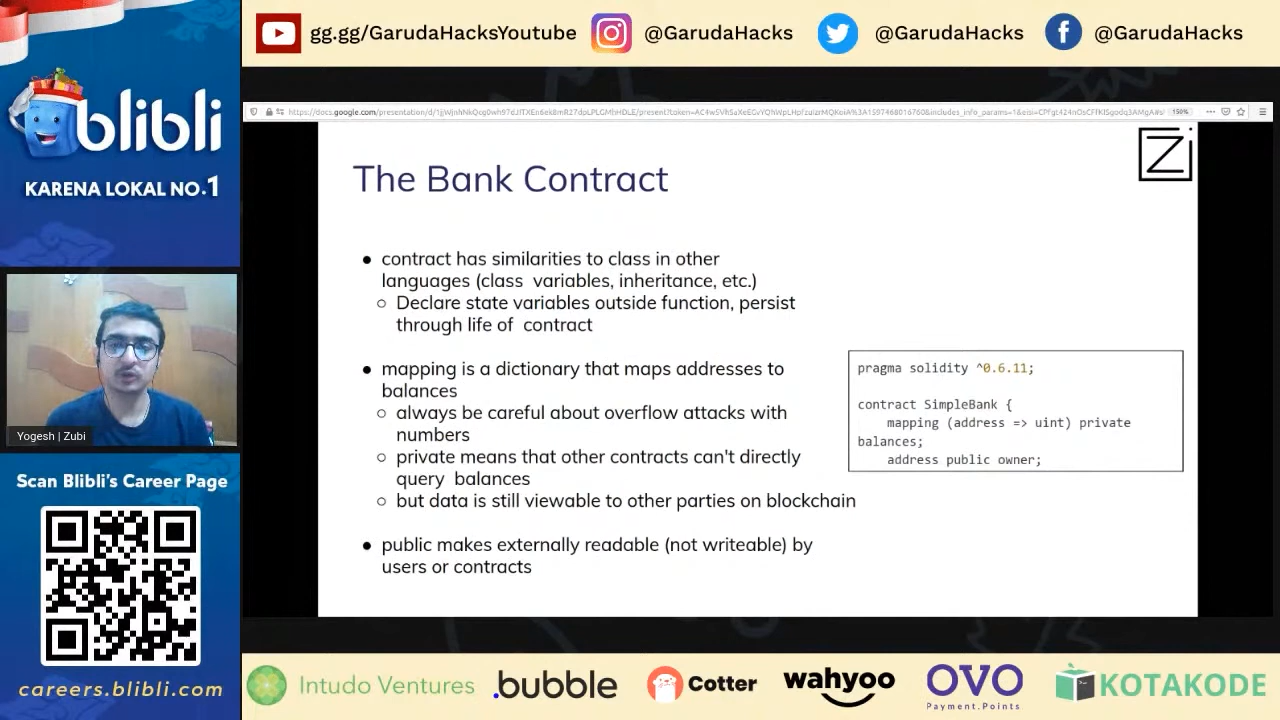 gg.gg/GarudaHacksYoutube
@GarudaHacks
@GarudaHacks
@GarudaHacks
blibli
KARENA LOKAL NO.1
150%
Zi
The Bank Contract
● contract has similarities to class in other
languages (class variables, inheritance, etc.)
○ Declare state variables outside function, persist
through life of contract
● mapping is a dictionary that maps addresses to
balances
○ always be careful about overflow attacks with
numbers
○ private means that other contracts can't directly
query balances
○ but data is still viewable to other parties on blockchain
● public makes externally readable (not writeable) by
users or contracts
pragma solidity ^0.6.11;
contract SimpleBank {
mapping (address => uint) private
balances;
address public owner;
Yogesh | Zubi
Scan Blibli's Career Page
careers.blibli.com
Intudo Ventures
.bubble
Cotter
wahyoo
OVO
Payment.Points
KOTAKODE